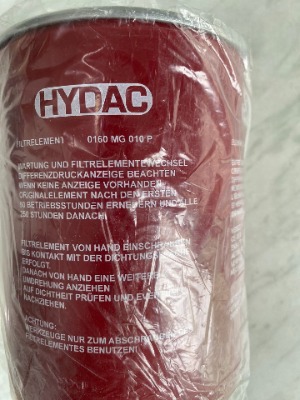 HYDAC
FILTRELEMENT 0160 MG 010 P
WARTUNG UND FILTRELEMENTEWECHSEL
DIFFERENZDRUCKANZEIGE BEACHTEN
WENN KEINE ANZEIGE VORHANDEN
ORIGINALELEMENT NACH DEN ERSTEN
50 BETRIEBSSTUNDEN ERNEUERN UND ALLE
250 STUNDEN DANACH
FILTRELEMENT VON HAND EINSCHRAUBEN
BIS KONTAKT MIT DER DICHTUNG
ERFOLGT
DANACH VON HAND EINE WEITERE
UMDREHUNG ANZIEHEN
AUF DICHTHEIT PRÜFEN UND
NACHZIEHEN.
ACHTUNG:
WERKZEUGE NUR ZUM ABSCHRAUBEN
FILTRELEMENTES BENUTZEN!